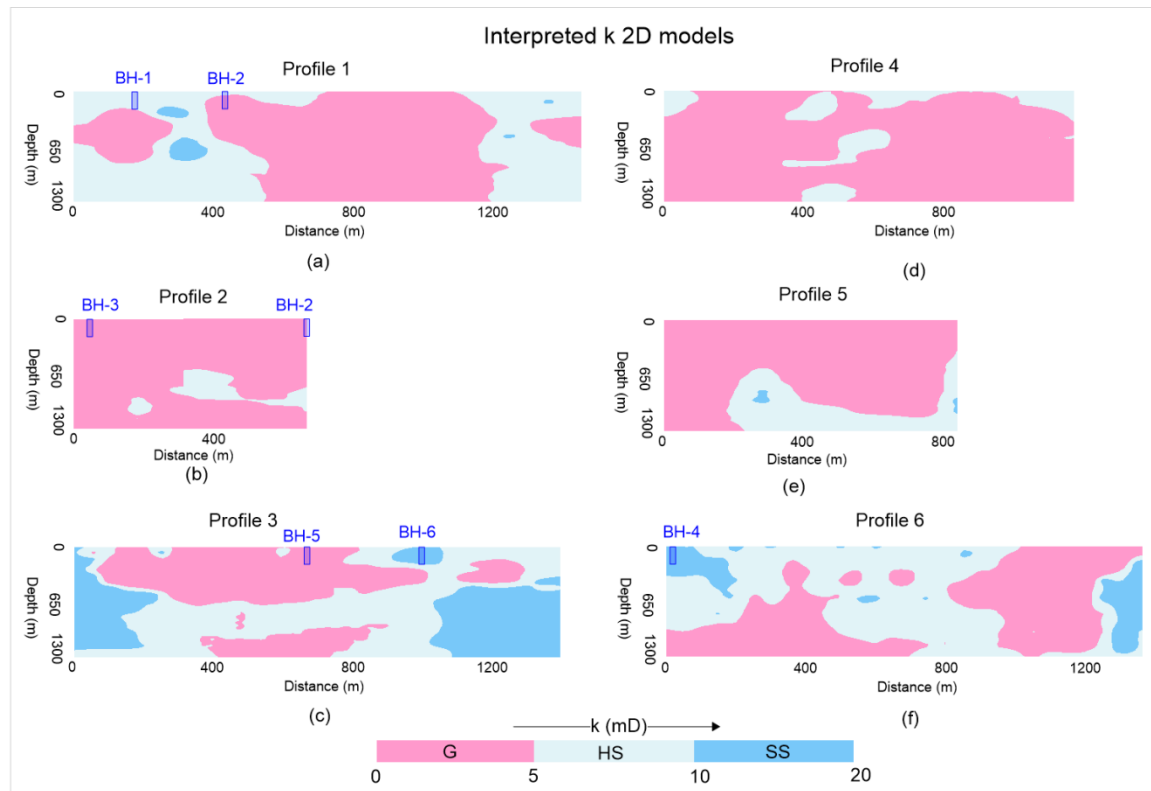 Interpreted k 2D models
Profile 1
BH-1
BH-2
Depth (m)
0
650
1300
0
400
800
1200
Distance (m)
(a)
Profile 4
Depth (m)
0
650
1300
0
400
800
Distance (m)
(d)
Profile 2
BH-3
BH-2
Depth (m)
0
650
1300
0
400
Distance (m)
(b)
Profile 5
Depth (m)
0
650
1300
0
400
800
Distance (m)
(e)
Profile 3
BH-5
BH-6
Depth (m)
0
650
1300
0
400
800
1200
Distance (m)
(c)
Profile 6
BH-4
Depth (m)
0
650
1300
0
400
800
1200
Distance (m)
(f)
k (mD)
G
HS
SS
0
5
10
20